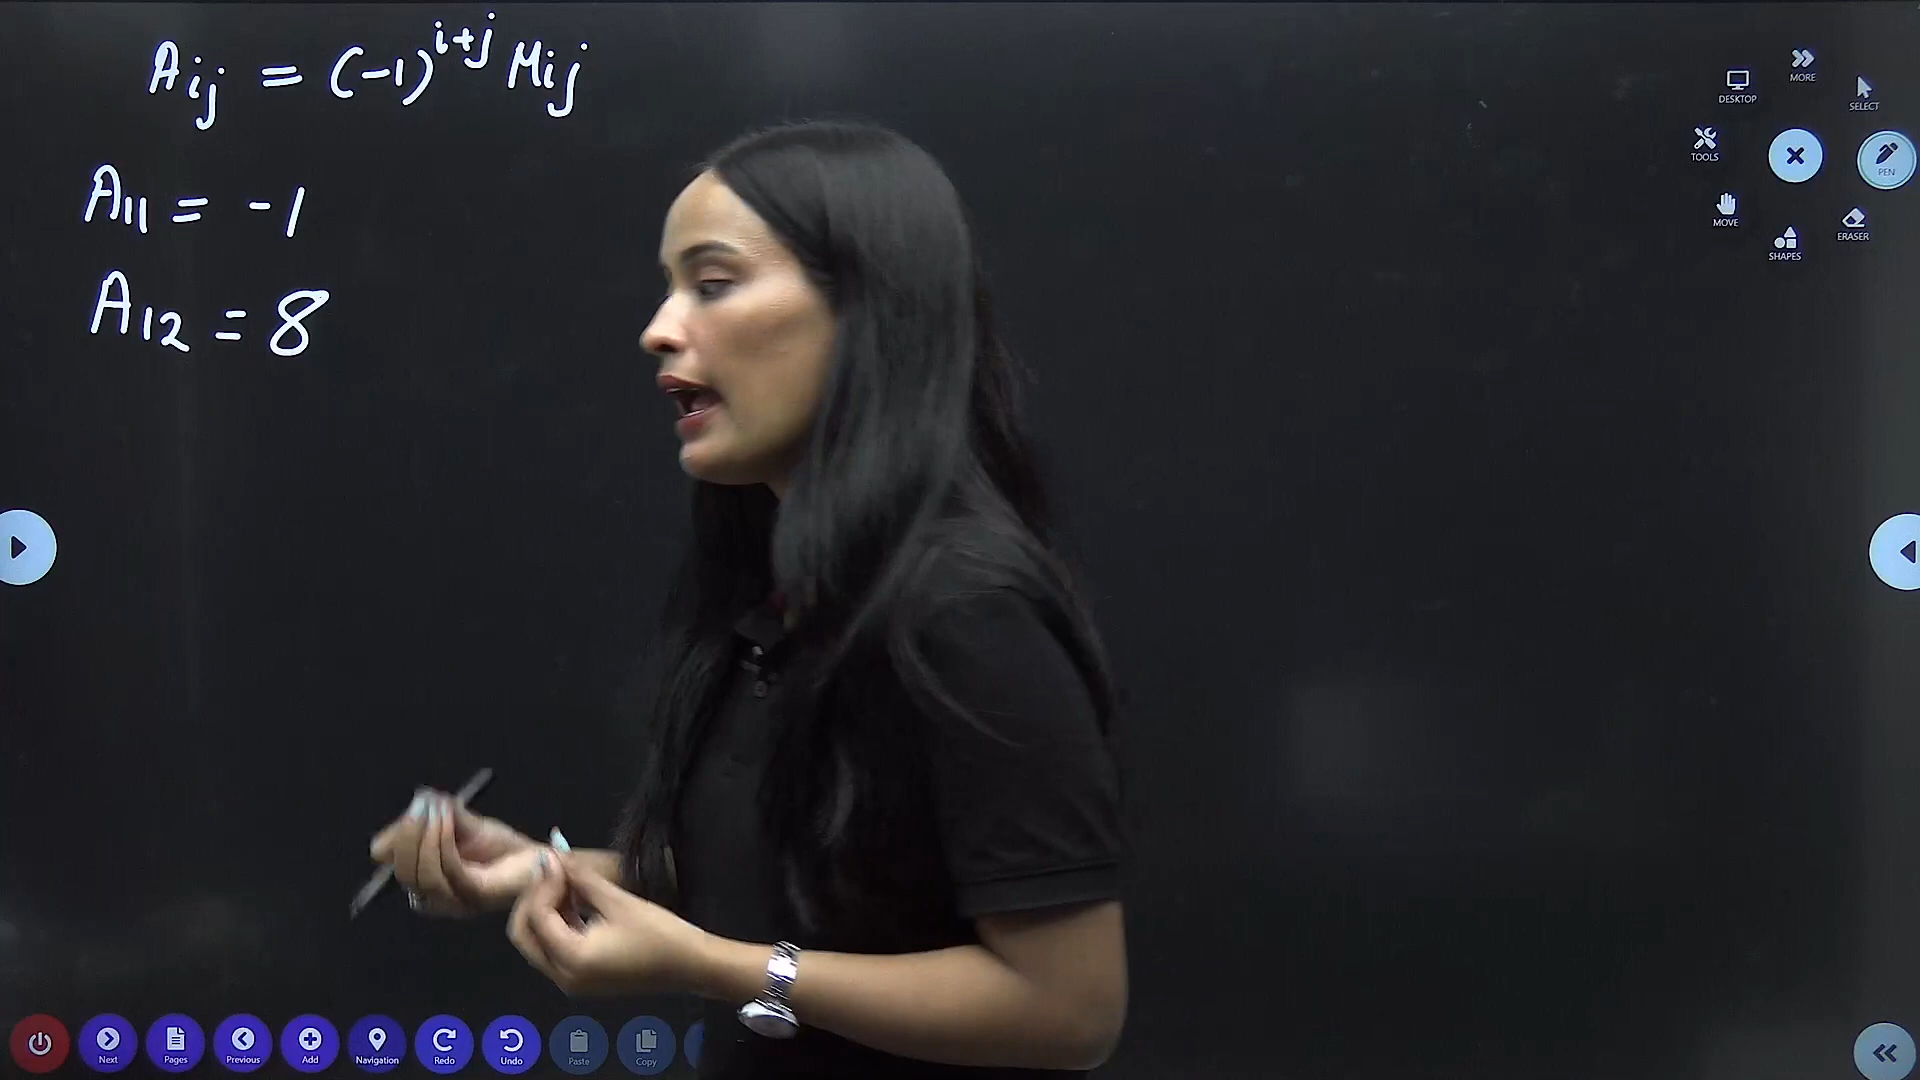 Aij = (-1)^{i+j} Mij
A11 = -1
A12 = 8
MORE
DESKTOP
SELECT
TOOLS
PEN
MOVE
ERASER
SHAPES
Next
Pages
Previous
Add
Navigation
Redo
Undo
Paste
Copy